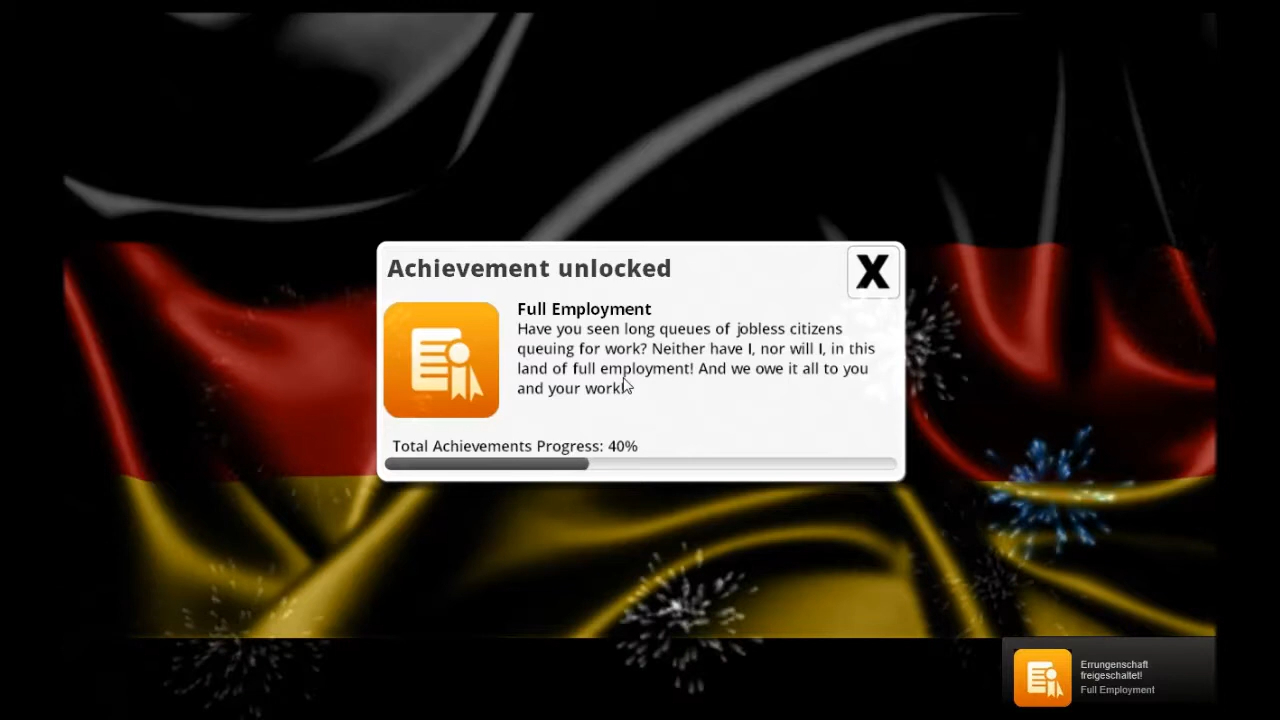 Achievement unlocked
X
Full Employment
Have you seen long queues of jobless citizens
queuing for work? Neither have I, nor will I, in this
land of full employment! And we owe it all to you
and your work!
Total Achievements Progress: 40%
Errungenschaft
freigeschaltet!
Full Employment